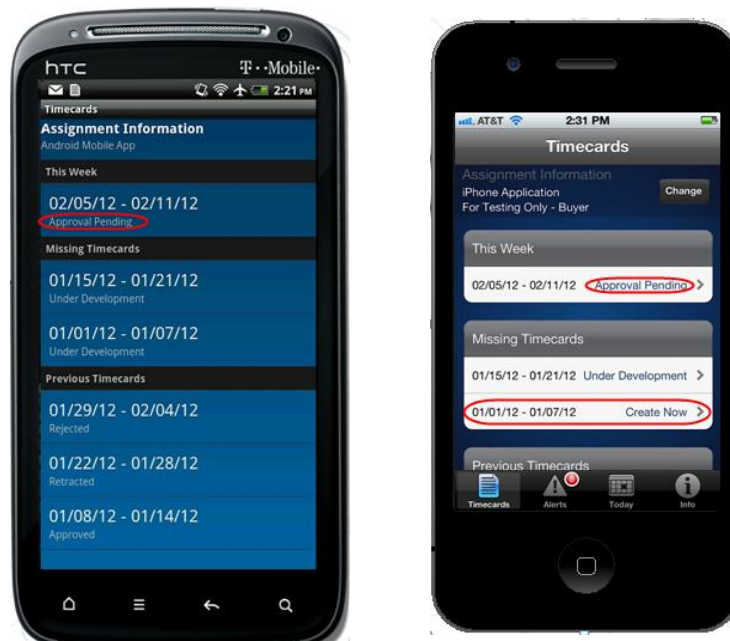 hTC
T··Mobile·
2:21 PM
Timecards
Assignment Information
Android Mobile App
This Week
02/05/12 - 02/11/12
Approval Pending
Missing Timecards
01/15/12 - 01/21/12
Under Development
01/01/12 - 01/07/12
Under Development
Previous Timecards
01/29/12 - 02/04/12
Rejected
01/22/12 - 01/28/12
Retracted
01/08/12 - 01/14/12
Approved
AT&T 2:31 PM
Timecards
Assignment Information
iPhone Application
Change
For Testing Only - Buyer
This Week
02/05/12 - 02/11/12 Approval Pending
Missing Timecards
01/15/12 - 01/21/12 Under Development
01/01/12 - 01/07/12 Create Now
Previous Timecards
Timecards Alerts Today Info